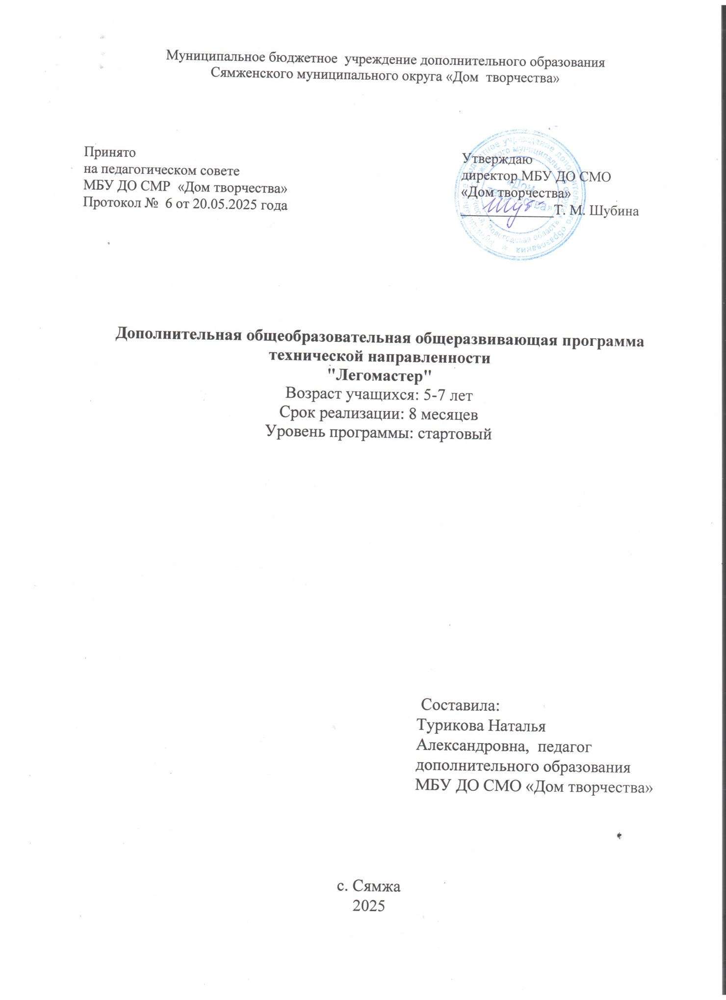 Муниципальное бюджетное  учреждение дополнительного образования
Сямженского муниципального округа «Дом  творчества»
Принято
на педагогическом совете
МБУ ДО СМР  «Дом творчества»
Протокол №  6 от 20.05.2025 года
Утверждаю
директор МБУ ДО СМО
«Дом творчества»
_____________Т. М. Шубина
«Дом
творчества»
Дополнительная общеобразовательная общеразвивающая программа
технической направленности
"Легомастер"
Возраст учащихся: 5-7 лет
Срок реализации: 8 месяцев
Уровень программы: стартовый
Составила:
Турикова Наталья
Александровна,  педагог
дополнительного образования
МБУ ДО СМО «Дом творчества»
с. Сямжа
2025